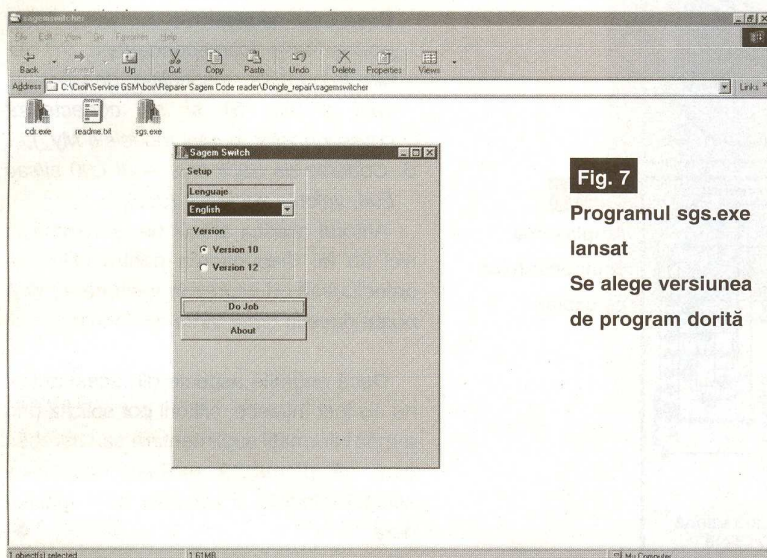 sagemswitcher
File Edit View Go Favorites Help
Back Forward Up Cut Copy Paste Undo Delete Properties Views
Address C:\Croif\Service GSM\box\Reparer Sagem Code reader\Dongle_repair\sagemswitcher Links
cdr.exe readme.txt sgs.exe
Sagem Switch
Setup
Lenguaje
English
Version
Version 10
Version 12
Do Job
About
Fig. 7
Programul sgs.exe
lansat
Se alege versiunea
de program dorită
1 object(s) selected 1.61MB My Computer